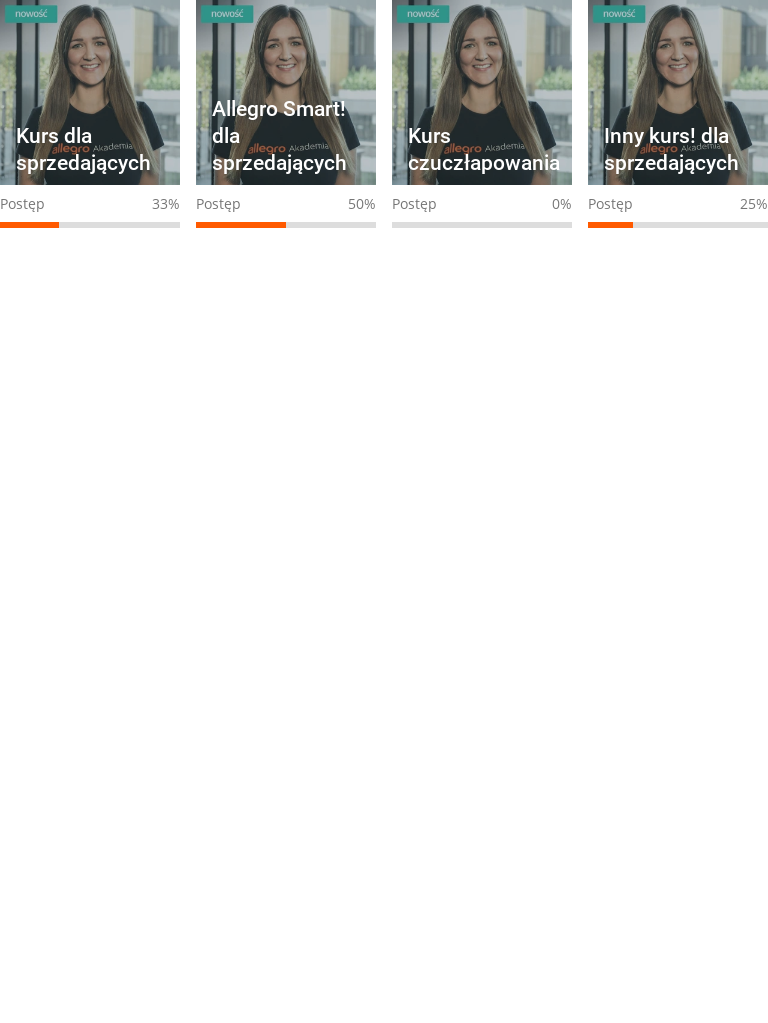 nowość
Kurs dla
sprzedających
allegro Akademia
Postęp 33%
nowość
Allegro Smart!
dla
sprzedających
allegro Akademia
Postęp 50%
nowość
Kurs
czuczłapowania
allegro Akademia
Postęp 0%
nowość
Inny kurs! dla
sprzedających
allegro Akademia
Postęp 25%